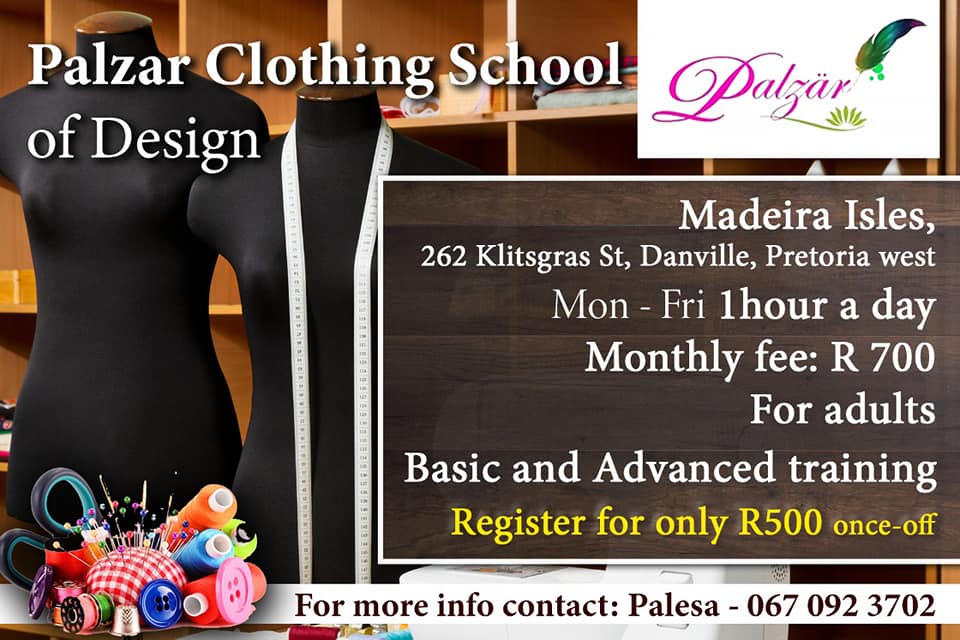 Palzar Clothing School
of Design
Palzär
Madeira Isles,
262 Klitsgras St, Danville, Pretoria west
Mon - Fri 1hour a day
Monthly fee: R 700
For adults
Basic and Advanced training
Register for only R500 once-off
For more info contact: Palesa - 067 092 3702